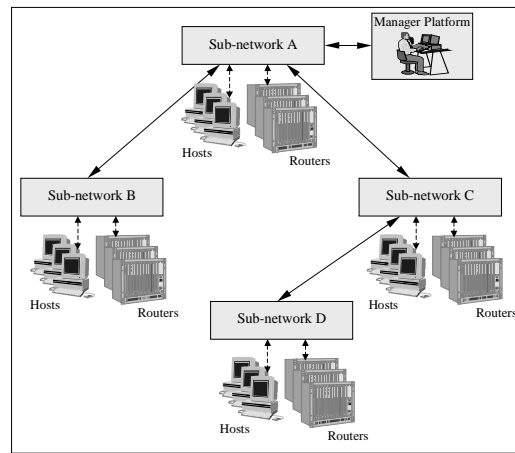 Manager Platform
Sub-network A
Hosts
Routers
Sub-network B
Sub-network C
Hosts
Routers
Hosts
Routers
Sub-network D
Hosts
Routers